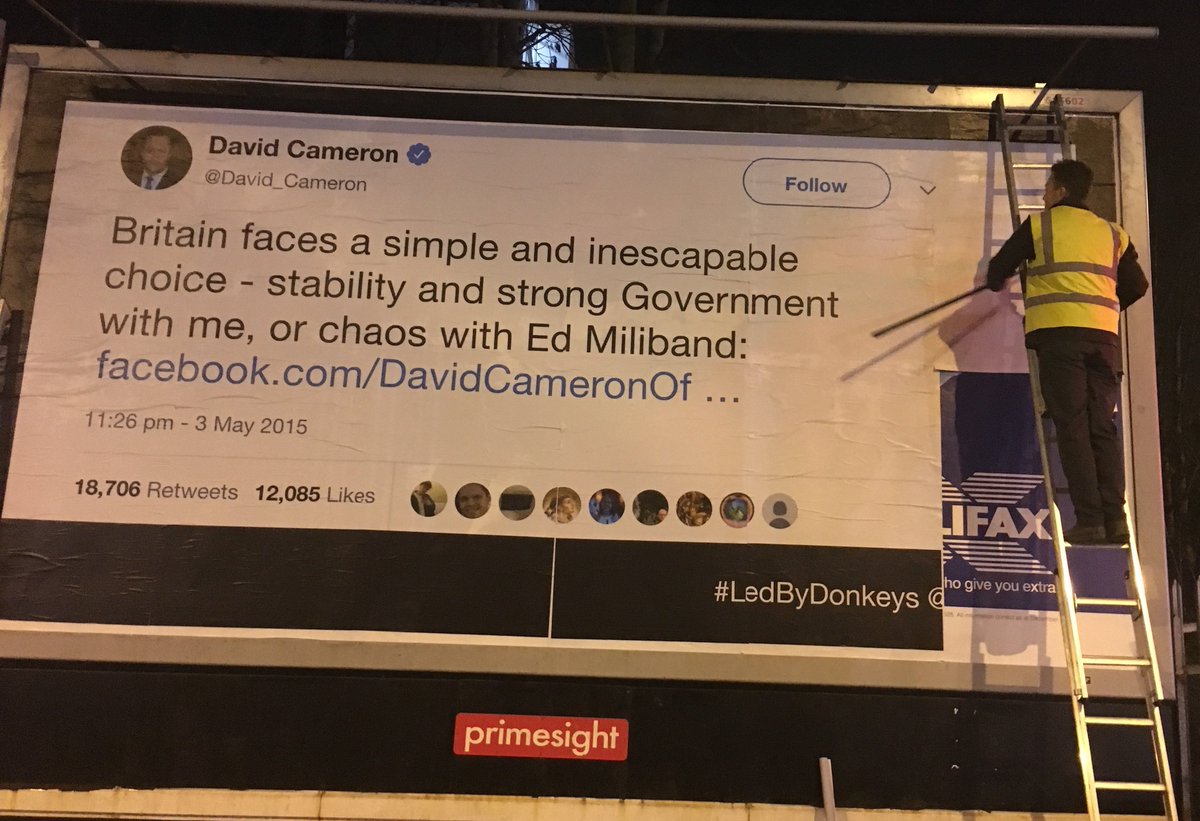 David Cameron
@David_Cameron
Follow
Britain faces a simple and inescapable
choice - stability and strong Government
with me, or chaos with Ed Miliband:
facebook.com/DavidCameronOf ...
11:26 pm - 3 May 2015
18,706 Retweets 12,085 Likes
#LedByDonkeys @
LIFAX
ho give you extra
primesight